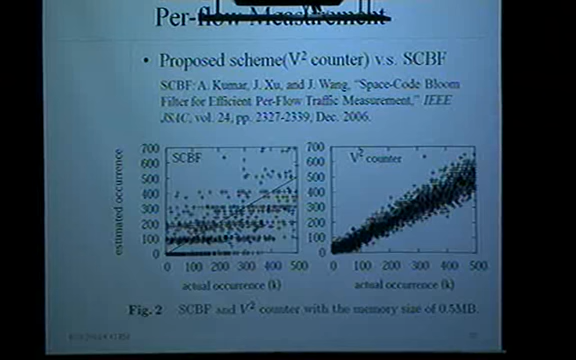 Per-flow Measurement
• Proposed scheme(V² counter) v.s. SCBF
SCBF: A. Kumar, J. Xu, and J. Wang, “Space-Code Bloom
Filter for Efficient Per-Flow Traffic Measurement,” IEEE
JSAC, vol. 24, pp. 2327-2339, Dec. 2006.
estimated occurrence
700
600
500
400
300
200
100
0
SCBF
0 100 200 300 400 500
actual occurrence (k)
700
600
500
400
300
200
100
0
V² counter
0 100 200 300 400 500
actual occurrence (k)
Fig. 2 SCBF and V² counter with the memory size of 0.5MB.